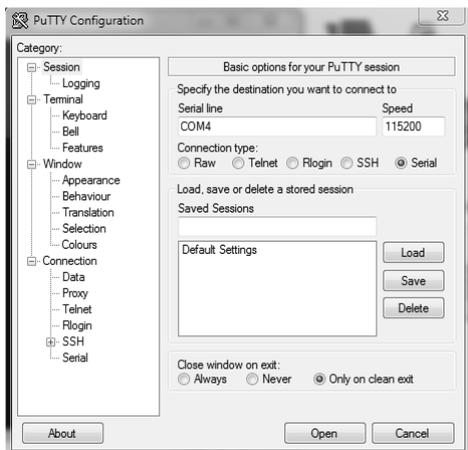 PuTTY Configuration
Category:
Session
Logging
Terminal
Keyboard
Bell
Features
Window
Appearance
Behaviour
Translation
Selection
Colours
Connection
Data
Proxy
Telnet
Rlogin
SSH
Serial
Basic options for your PuTTY session
Specify the destination you want to connect to
Serial line Speed
COM4 115200
Connection type:
Raw Telnet Rlogin SSH Serial
Load, save or delete a stored session
Saved Sessions
Default Settings
Load
Save
Delete
Close window on exit:
Always Never Only on clean exit
About Open Cancel